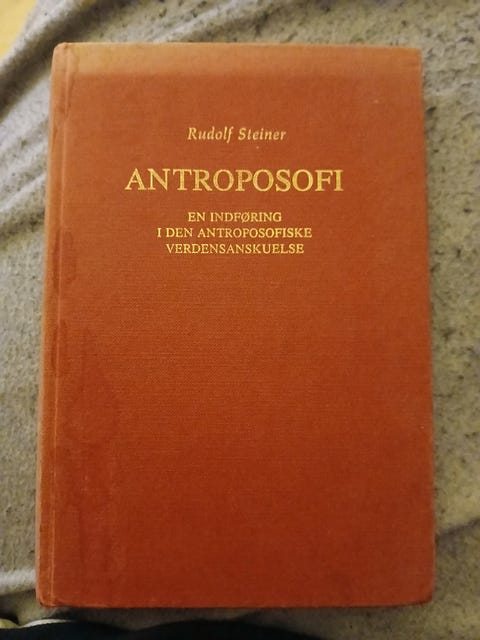 Rudolf Steiner
ANTROPOSOFI
EN INDFØRING
I DEN ANTROPOSOFISKE
VERDENSANSKUELSE